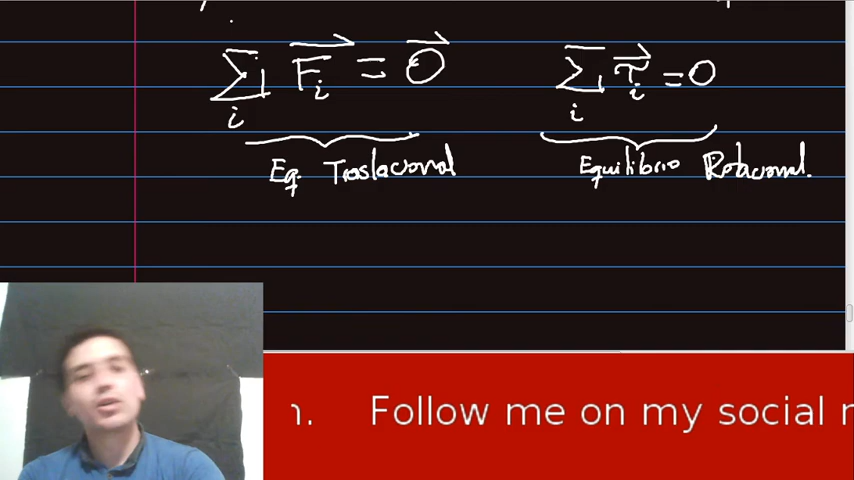 ∑ᵢ F⃗ᵢ = 0⃗    ∑ᵢ τ⃗ᵢ = 0
Eq. Traslacional    Equilibrio Rotacional.
n. Follow me on my social